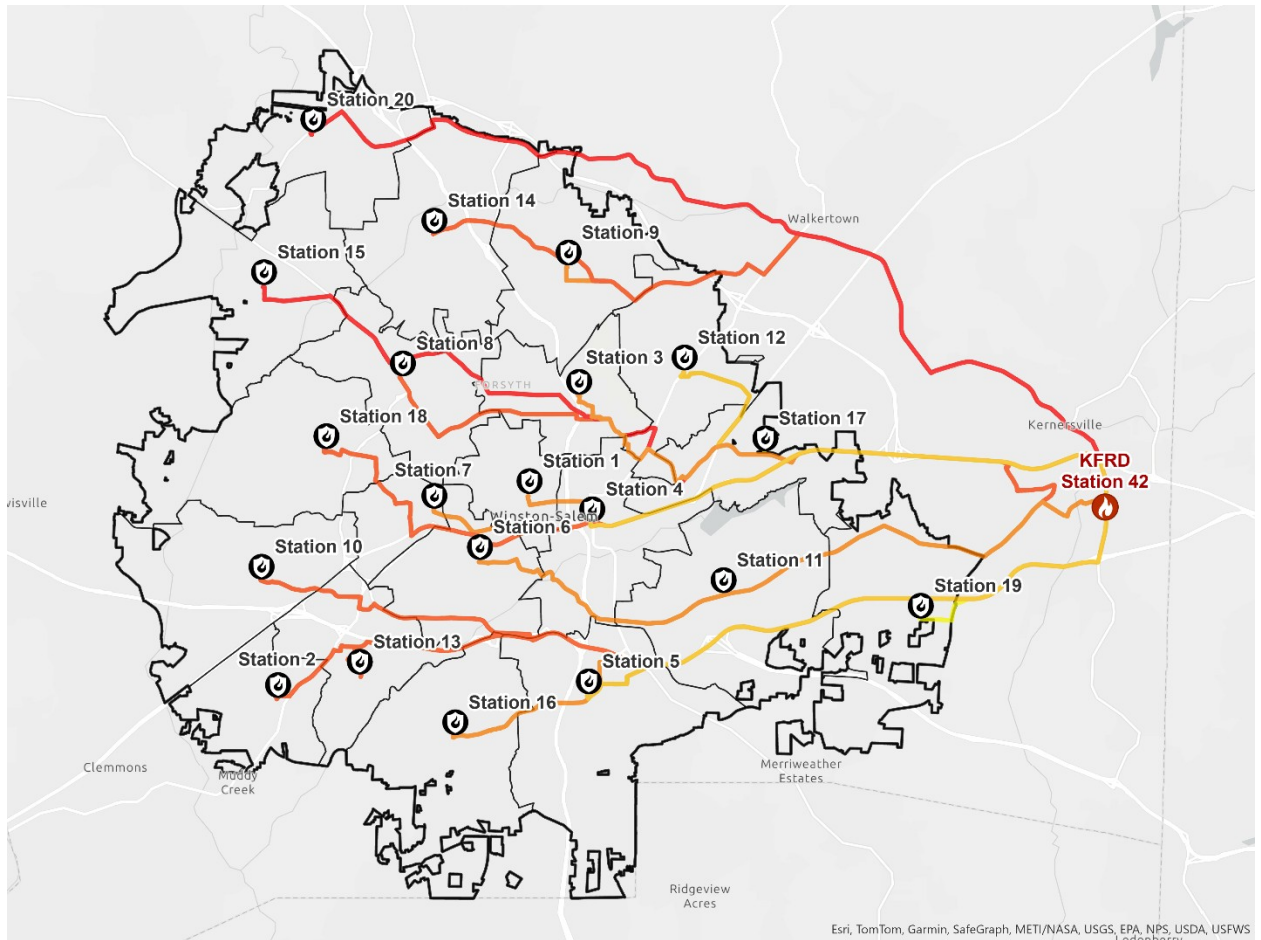 Station 20
Station 14
Walkertown
Station 9
Station 15
Station 12
Station 8
Station 3
FORSYTH
Station 18
Station 17
Kernersville
Station 1
KFRD
Station 42
Station 7
Station 4
wisville
Winston-Salem
Station 6
Station 10
Station 11
Station 19
Station 13
Station 2
Station 5
Station 16
Clemmons
Muddy
Creek
Merriweather
Estates
Ridgeview
Acres
Esri, TomTom, Garmin, SafeGraph, METI/NASA, USGS, EPA, NPS, USDA, USFWS